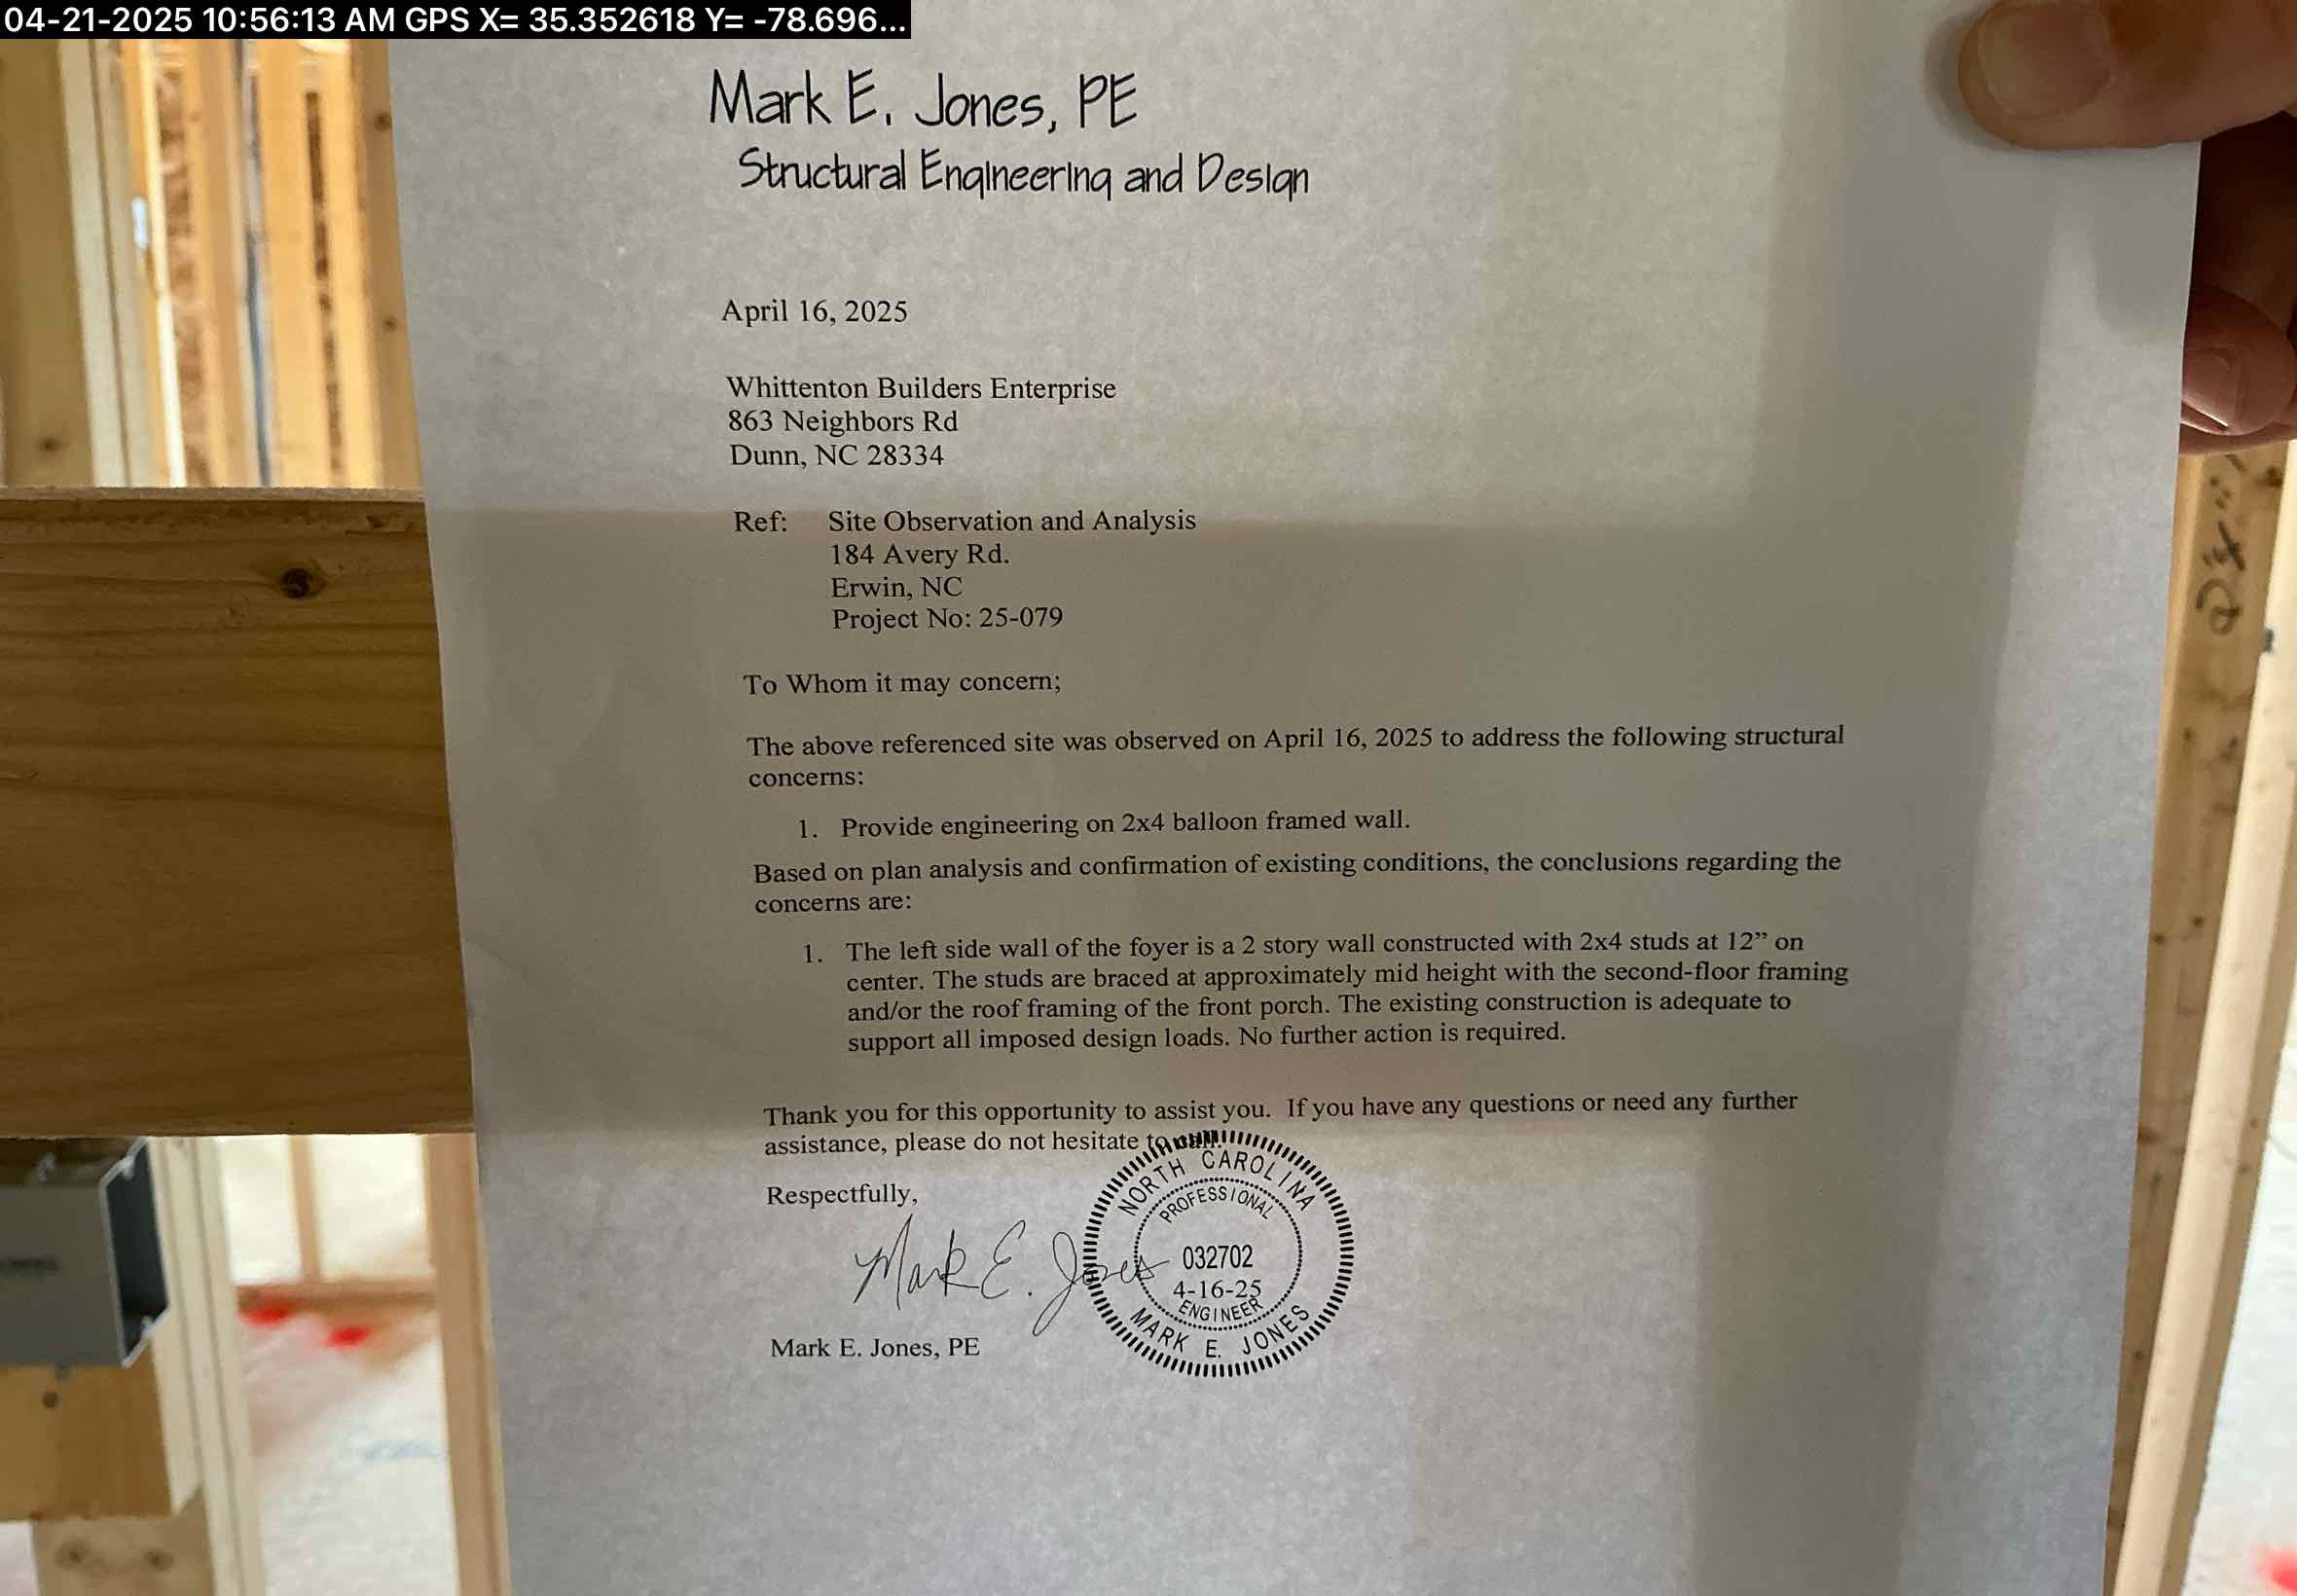 04-21-2025 10:56:13 AM GPS X= 35.352618 Y= -78.696...
Mark E. Jones, PE
Structural Engineering and Design
April 16, 2025
Whittenton Builders Enterprise
863 Neighbors Rd
Dunn, NC 28334
Ref: Site Observation and Analysis
184 Avery Rd.
Erwin, NC
Project No: 25-079
To Whom it may concern;
The above referenced site was observed on April 16, 2025 to address the following structural
concerns:
1. Provide engineering on 2x4 balloon framed wall.
Based on plan analysis and confirmation of existing conditions, the conclusions regarding the
concerns are:
1. The left side wall of the foyer is a 2 story wall constructed with 2x4 studs at 12” on
center. The studs are braced at approximately mid height with the second-floor framing
and/or the roof framing of the front porch. The existing construction is adequate to
support all imposed design loads. No further action is required.
Thank you for this opportunity to assist you. If you have any questions or need any further
assistance, please do not hesitate to call.
Respectfully,
Mark E. Jones
NORTH CAROLINA
PROFESSIONAL
032702
4-16-25
ENGINEER
MARK E. JONES
Mark E. Jones, PE